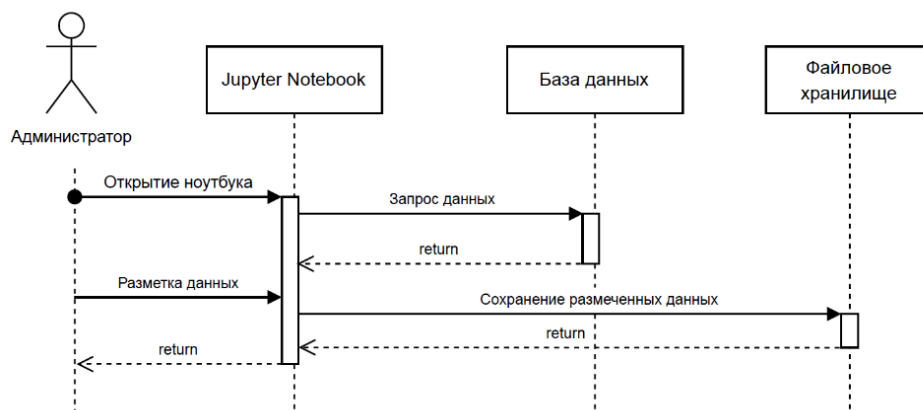 Администратор
Jupyter Notebook
База данных
Файловое
хранилище
Открытие ноутбука
Запрос данных
return
Разметка данных
Сохранение размеченных данных
return
return